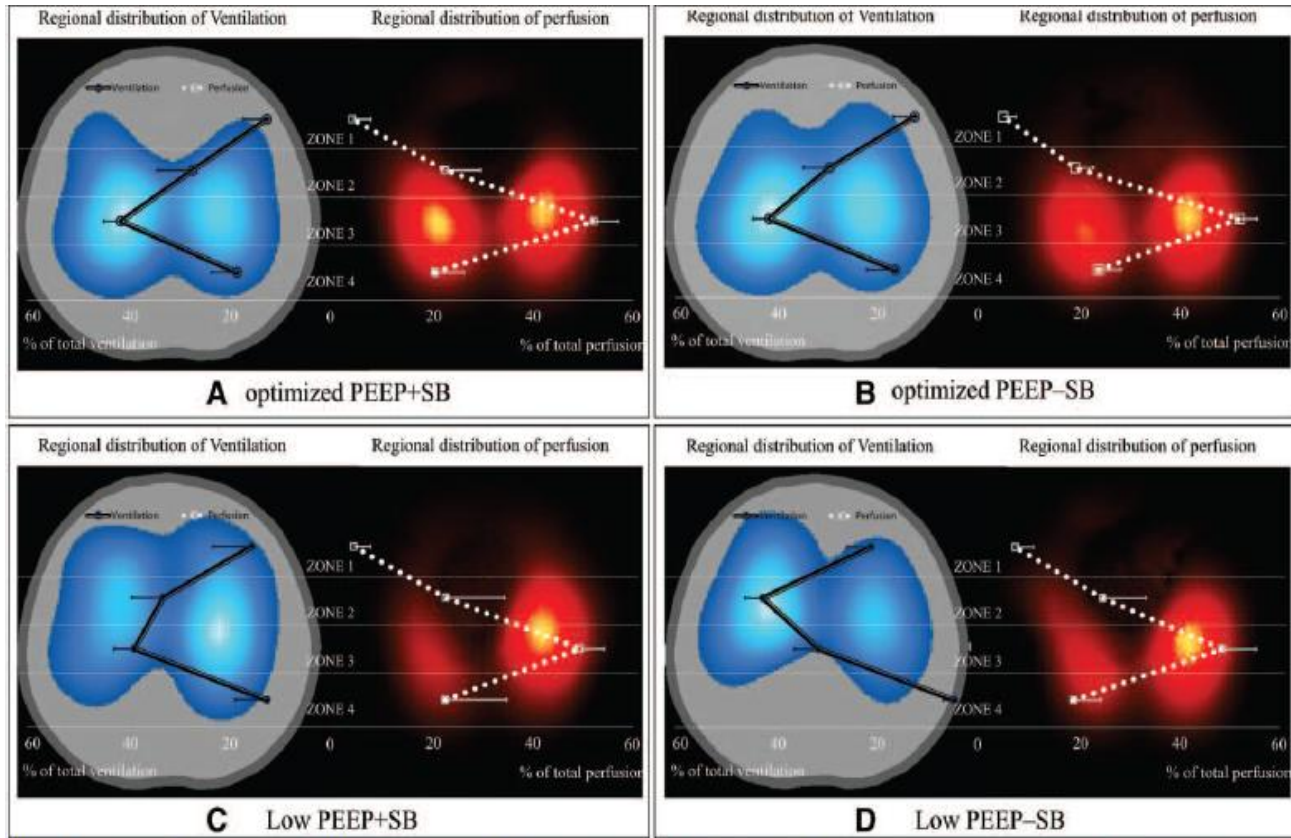 Regional distribution of Ventilation Regional distribution of perfusion
Ventilation Perfusion
ZONE 1
ZONE 2
ZONE 3
ZONE 4
60 40 20 0 20 40 60
% of total ventilation % of total perfusion
A optimized PEEP+SB
Regional distribution of Ventilation Regional distribution of perfusion
Ventilation Perfusion
ZONE 1
ZONE 2
ZONE 3
ZONE 4
60 40 20 0 20 40 60
% of total ventilation % of total perfusion
B optimized PEEP–SB
Regional distribution of Ventilation Regional distribution of perfusion
Ventilation Perfusion
ZONE 1
ZONE 2
ZONE 3
ZONE 4
60 40 20 0 20 40 60
% of total ventilation % of total perfusion
C Low PEEP+SB
Regional distribution of Ventilation Regional distribution of perfusion
Ventilation Perfusion
ZONE 1
ZONE 2
ZONE 3
ZONE 4
60 40 20 0 20 40 60
% of total ventilation % of total perfusion
D Low PEEP–SB